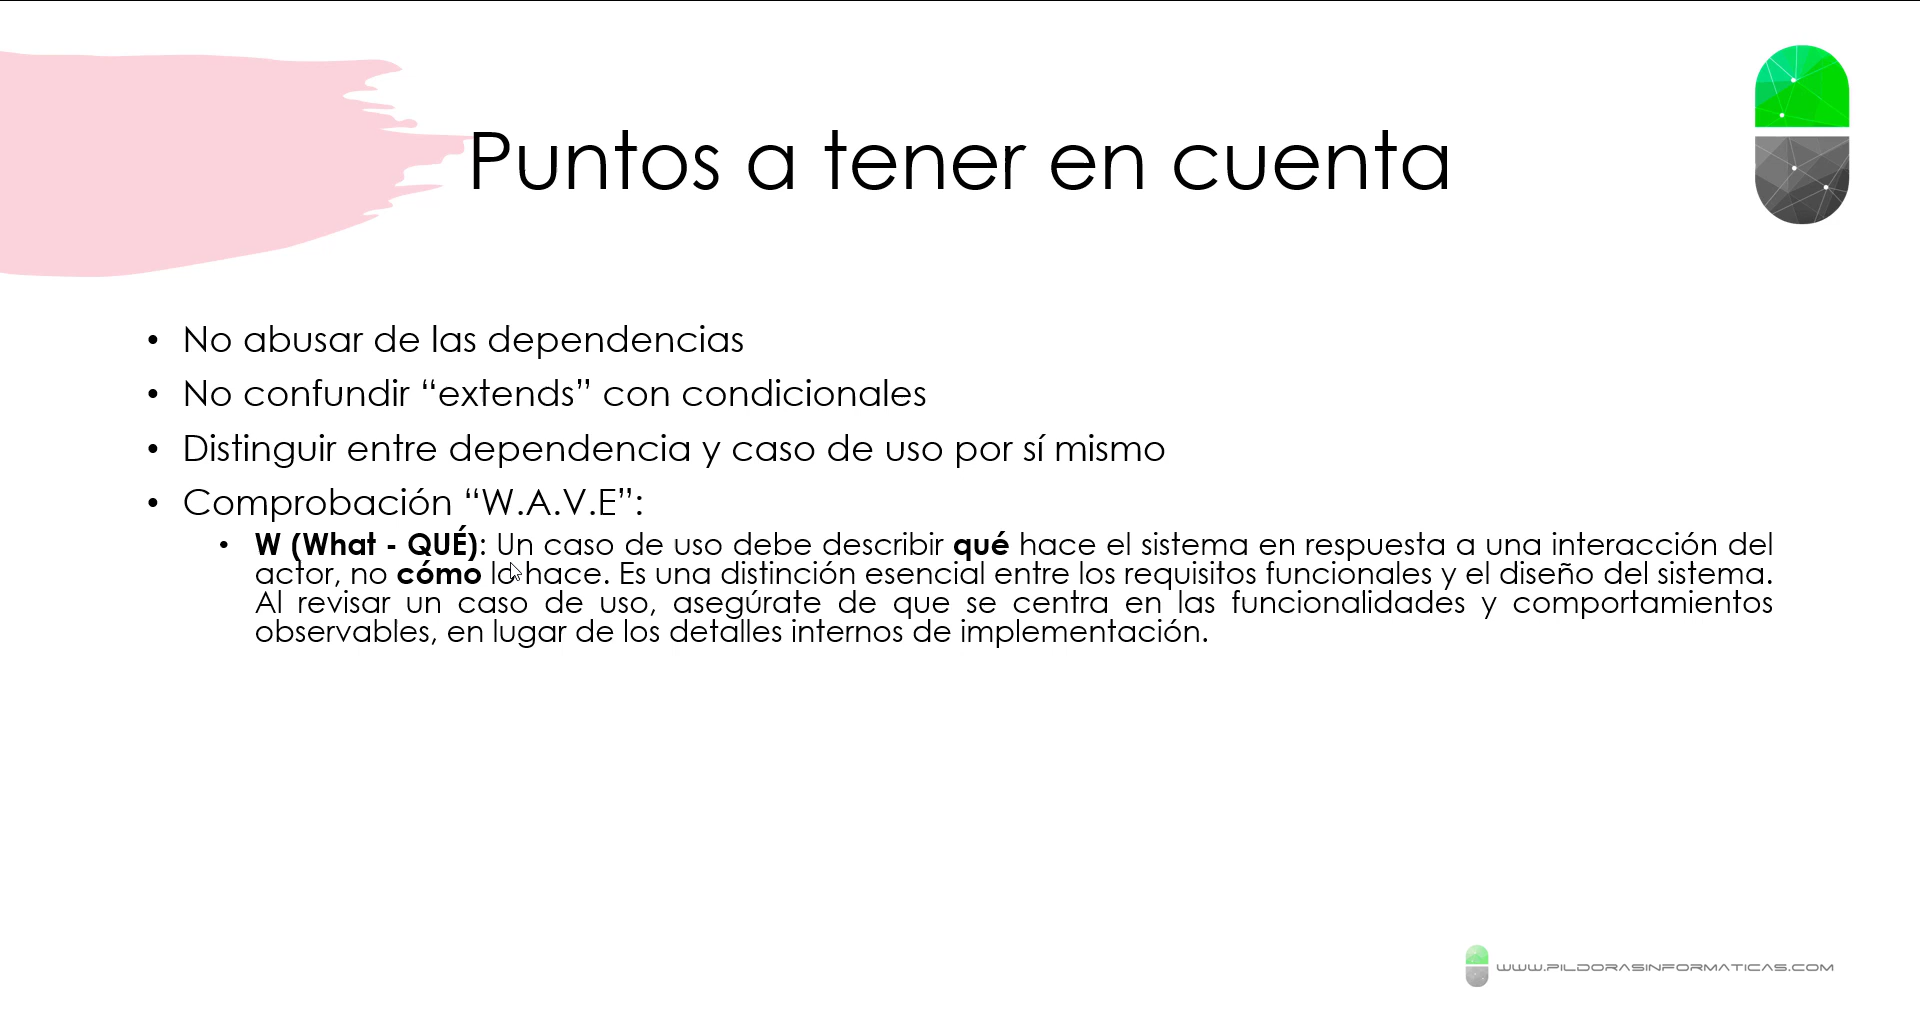 Puntos a tener en cuenta
• No abusar de las dependencias
• No confundir “extends” con condicionales
• Distinguir entre dependencia y caso de uso por sí mismo
• Comprobación “W.A.V.E”:
• W (What - QUÉ): Un caso de uso debe describir qué hace el sistema en respuesta a una interacción del
actor, no cómo lo hace. Es una distinción esencial entre los requisitos funcionales y el diseño del sistema.
Al revisar un caso de uso, asegúrate de que se centra en las funcionalidades y comportamientos
observables, en lugar de los detalles internos de implementación.
WWW.PILDORASINFORMATICAS.COM